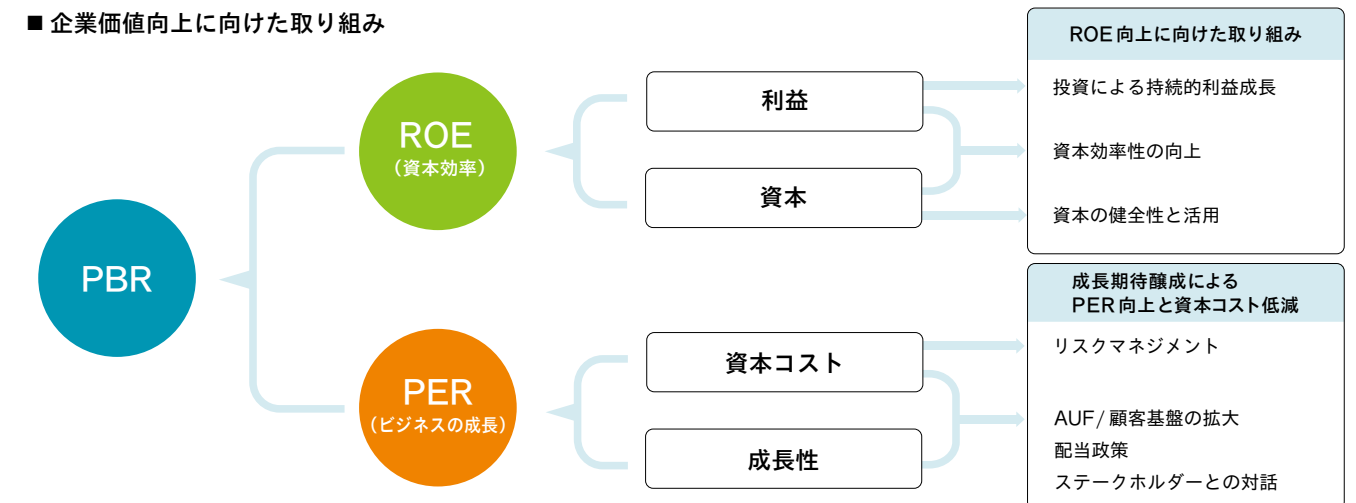 ■ 企業価値向上に向けた取り組み
PBR
ROE
（資本効率）
利益
資本
ROE向上に向けた取り組み
投資による持続的利益成長
資本効率性の向上
資本の健全性と活用
PER
（ビジネスの成長）
資本コスト
成長性
成長期待醸成による
PER向上と資本コスト低減
リスクマネジメント
AUF/顧客基盤の拡大
配当政策
ステークホルダーとの対話